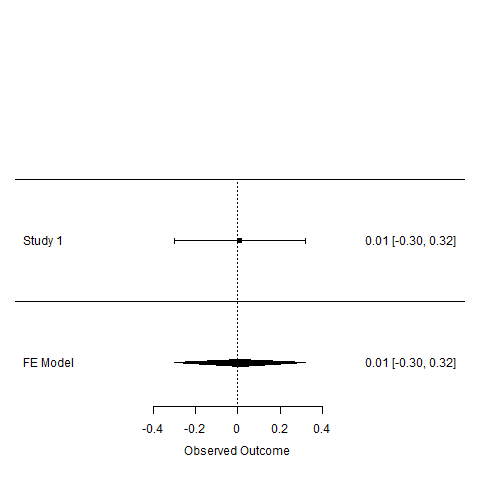 Study 1 0.01 [-0.30, 0.32]
FE Model 0.01 [-0.30, 0.32]
-0.4 -0.2 0 0.2 0.4
Observed Outcome